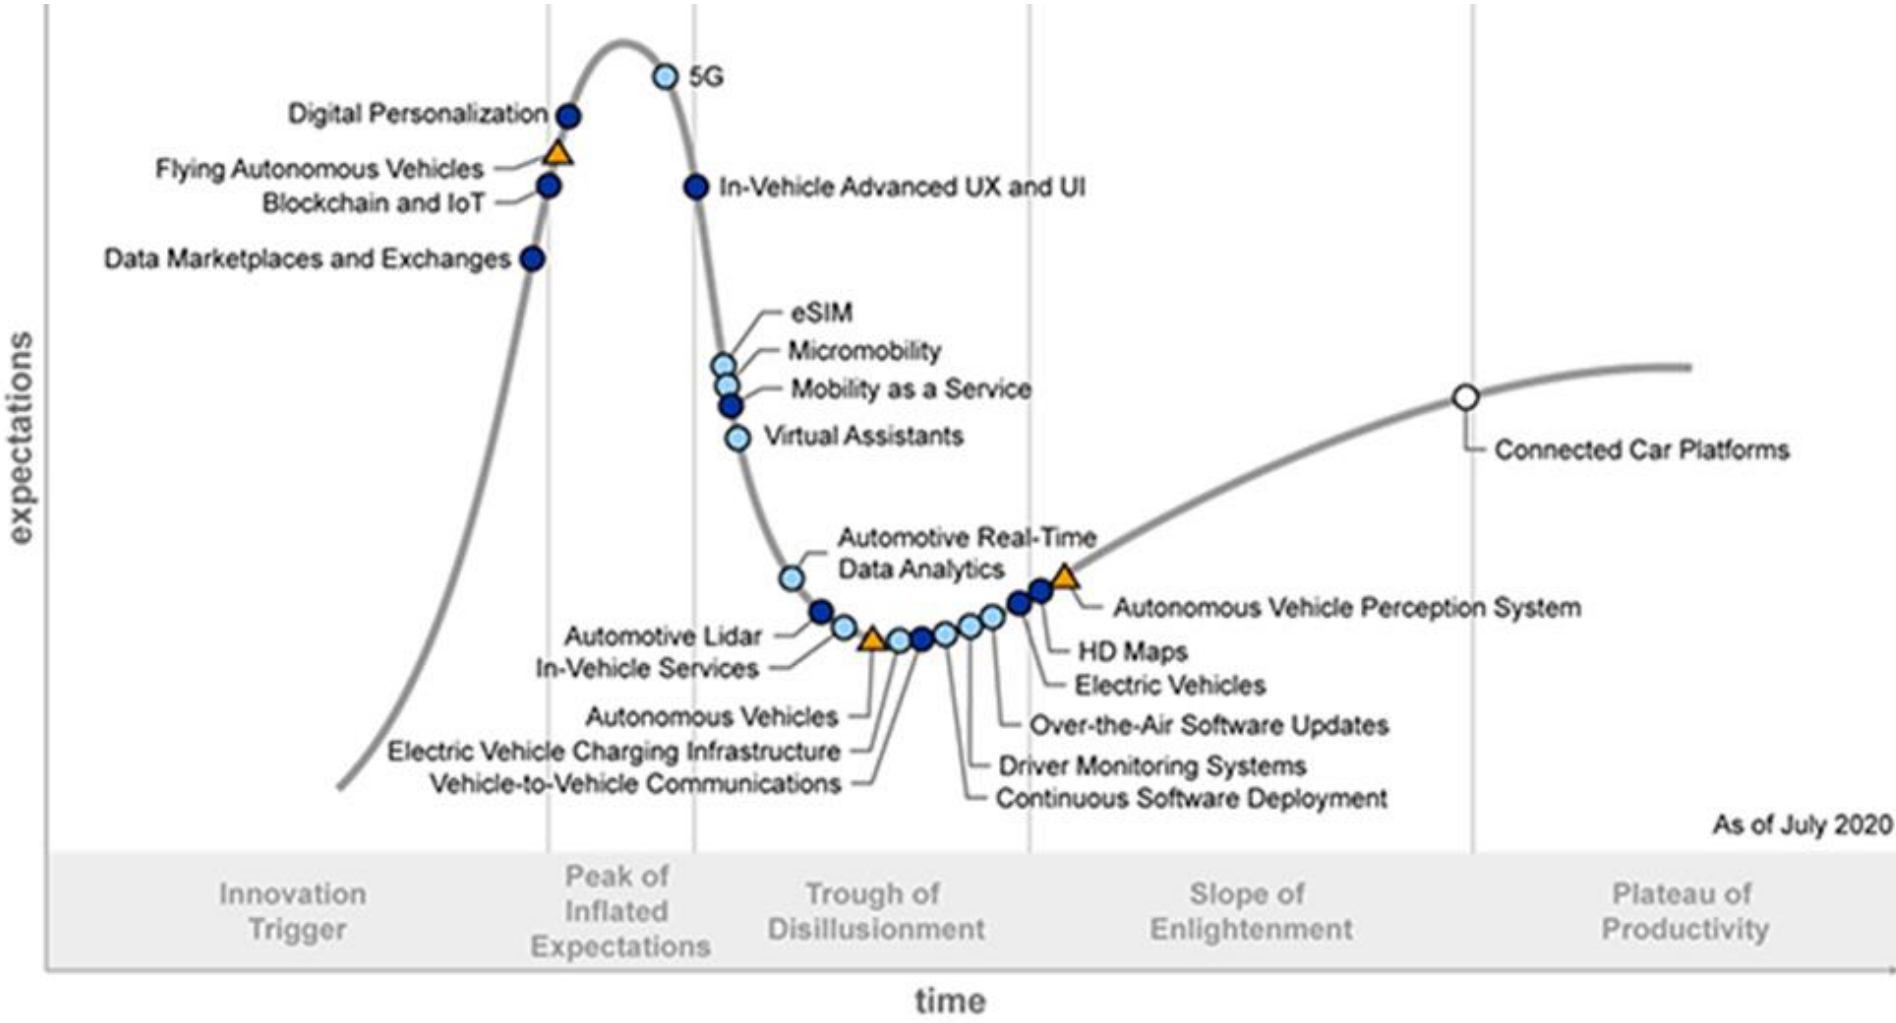 5G
Digital Personalization
Flying Autonomous Vehicles
Blockchain and IoT
In-Vehicle Advanced UX and UI
Data Marketplaces and Exchanges
eSIM
Micromobility
Mobility as a Service
Virtual Assistants
Connected Car Platforms
Automotive Real-Time
Data Analytics
Autonomous Vehicle Perception System
Automotive Lidar
HD Maps
In-Vehicle Services
Electric Vehicles
Autonomous Vehicles
Over-the-Air Software Updates
Electric Vehicle Charging Infrastructure
Driver Monitoring Systems
Vehicle-to-Vehicle Communications
Continuous Software Deployment
As of July 2020
expectations
Innovation
Trigger
Peak of
Inflated
Expectations
Trough of
Disillusionment
Slope of
Enlightenment
Plateau of
Productivity
time